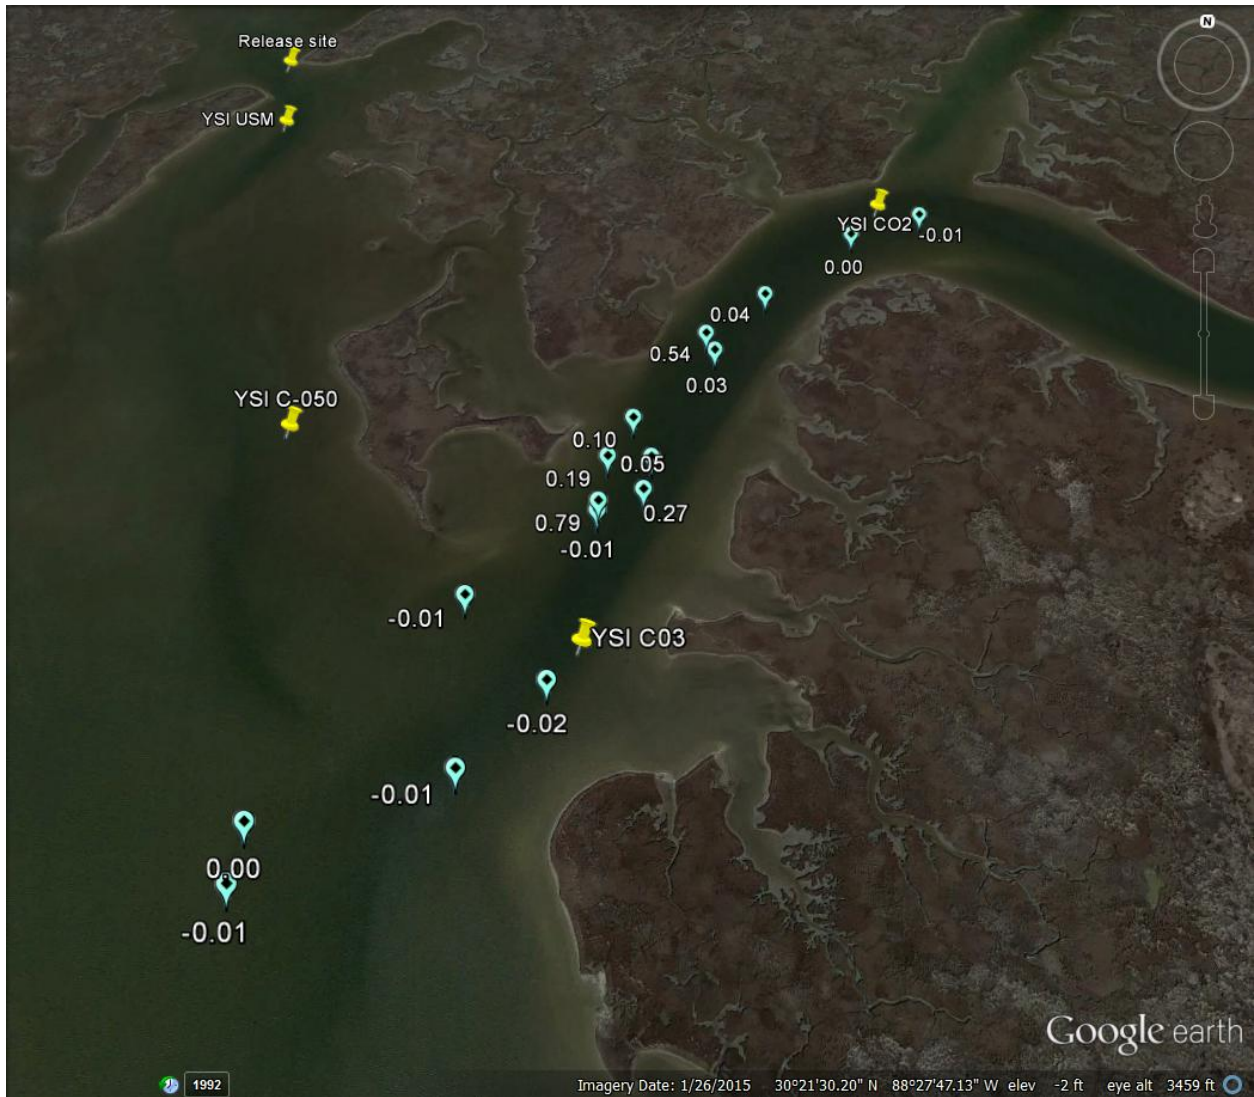 Release site
N
YSI USM
YSI CO2
-0.01
0.00
0.04
0.54
0.03
YSI C-050
0.10
0.19
0.05
0.79
0.27
-0.01
-0.01
YSI C03
-0.02
-0.01
0.00
-0.01
Google earth
1992
Imagery Date: 1/26/2015 30°21'30.20" N 88°27'47.13" W elev -2 ft eye alt 3459 ft